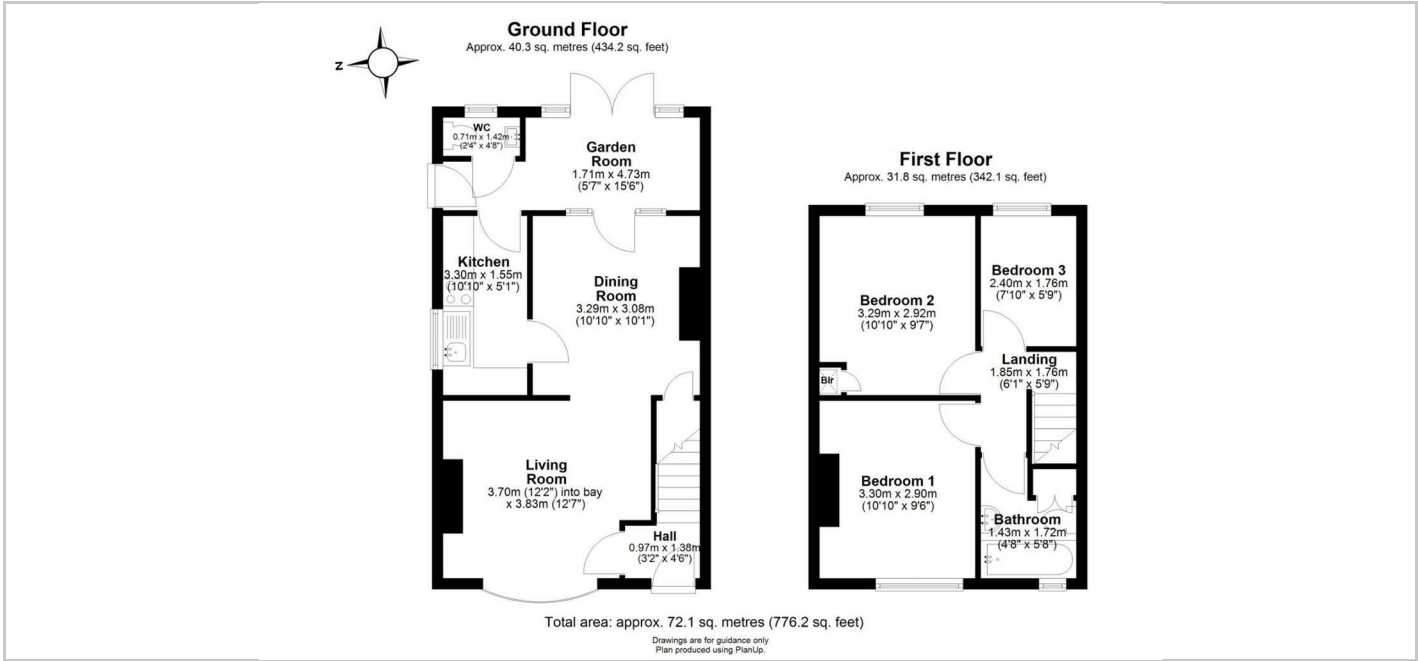 Ground Floor
Approx. 40.3 sq. metres (434.2 sq. feet)
Z
WC
0.71m x 1.42m
(2'4" x 4'8")
Garden
Room
1.71m x 4.73m
(5'7" x 15'6")
Kitchen
3.30m x 1.55m
(10'10" x 5'1")
Dining
Room
3.29m x 3.08m
(10'10" x 10'1")
Living
Room
3.70m (12'2") into bay
x 3.83m (12'7")
Hall
0.97m x 1.38m
(3'2" x 4'6")
First Floor
Approx. 31.8 sq. metres (342.1 sq. feet)
Bedroom 3
2.40m x 1.76m
(7'10" x 5'9")
Bedroom 2
3.29m x 2.92m
(10'10" x 9'7")
Landing
1.85m x 1.76m
(6'1" x 5'9")
Blr
Bedroom 1
3.30m x 2.90m
(10'10" x 9'6")
Bathroom
1.43m x 1.72m
(4'8" x 5'8")
Total area: approx. 72.1 sq. metres (776.2 sq. feet)
Drawings are for guidance only
Plan produced using PlanUp.